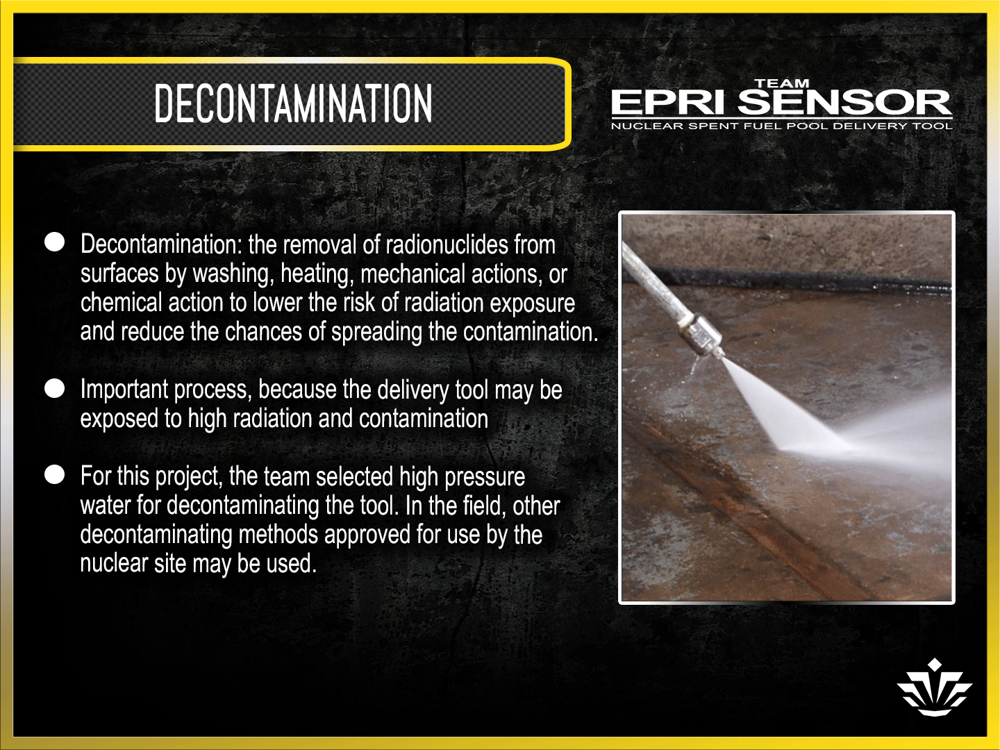 DECONTAMINATION
TEAM
EPRI SENSOR
NUCLEAR SPENT FUEL POOL DELIVERY TOOL
Decontamination: the removal of radionuclides from
surfaces by washing, heating, mechanical actions, or
chemical action to lower the risk of radiation exposure
and reduce the chances of spreading the contamination.
Important process, because the delivery tool may be
exposed to high radiation and contamination
For this project, the team selected high pressure
water for decontaminating the tool. In the field, other
decontaminating methods approved for use by the
nuclear site may be used.